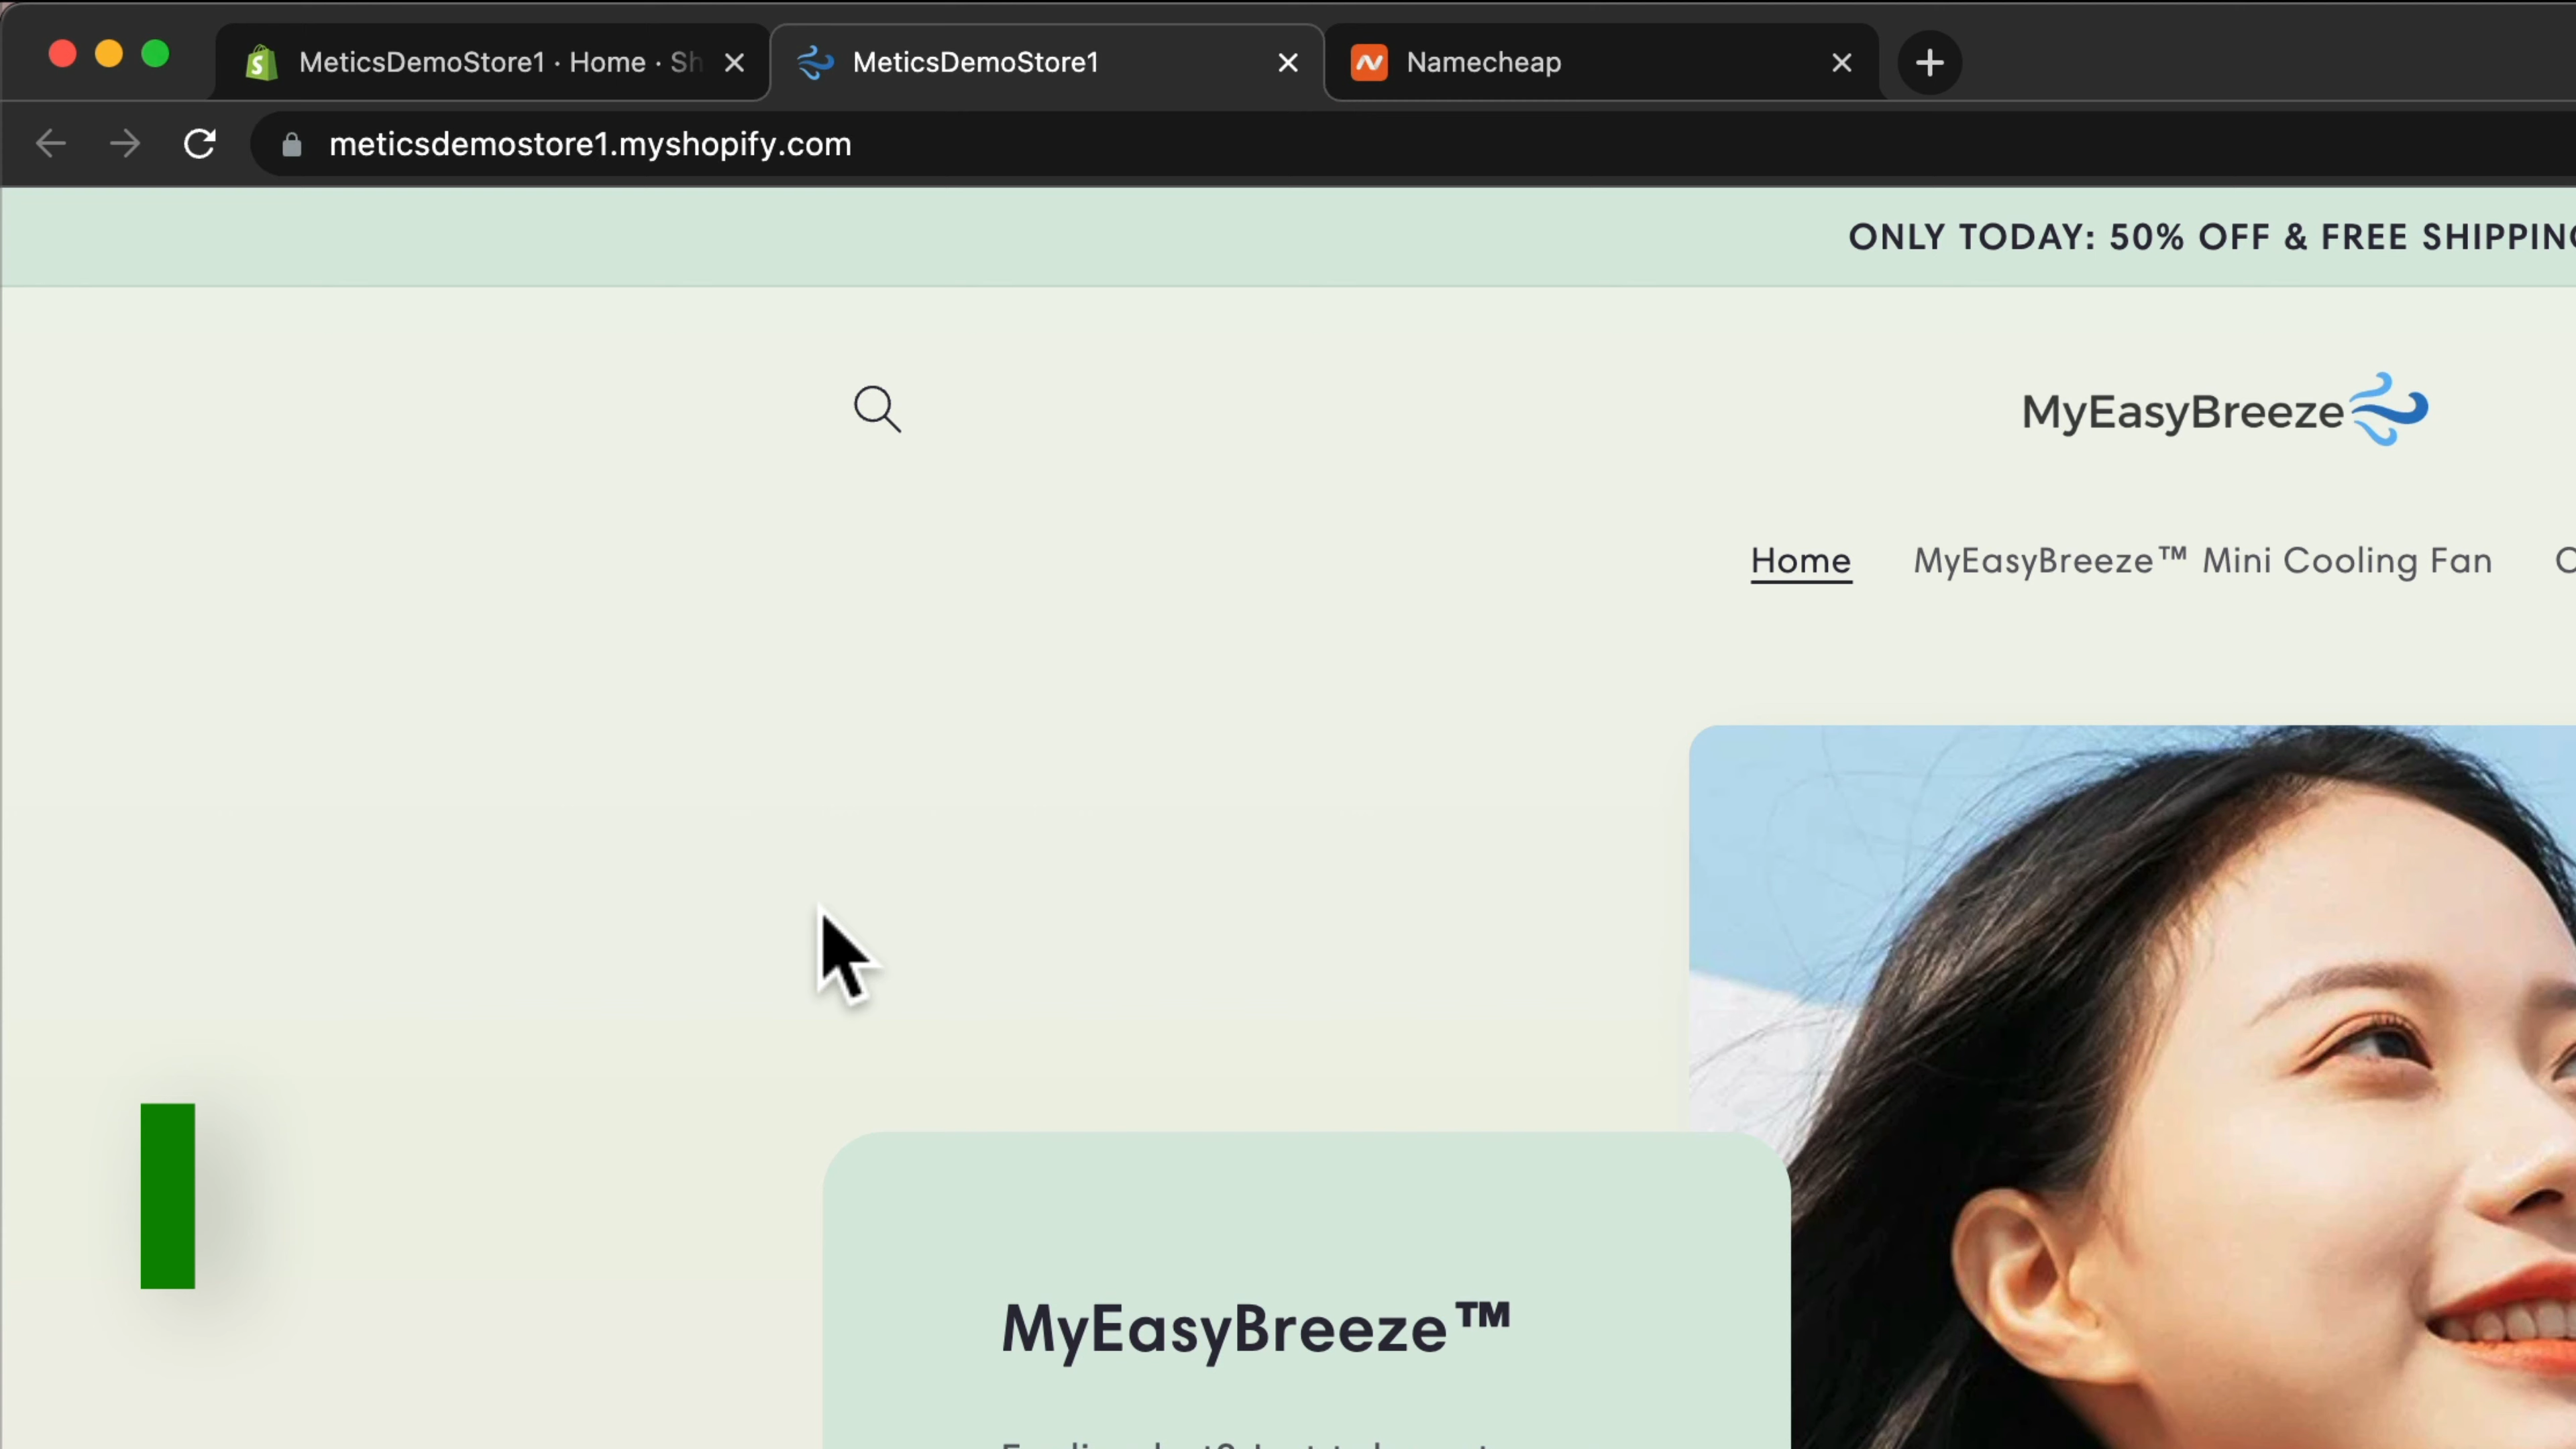 MeticsDemoStore1 · Home · Sh
MeticsDemoStore1
Namecheap
meticsdemostore1.myshopify.com
ONLY TODAY: 50% OFF & FREE SHIPPING
MyEasyBreeze
Home
MyEasyBreeze™ Mini Cooling Fan
MyEasyBreeze™